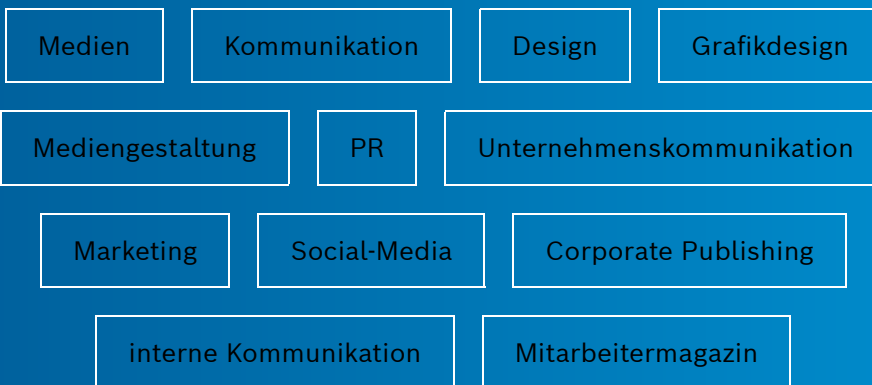 Medien Kommunikation Design Grafikdesign
Mediengestaltung PR Unternehmenskommunikation
Marketing Social-Media Corporate Publishing
interne Kommunikation Mitarbeitermagazin